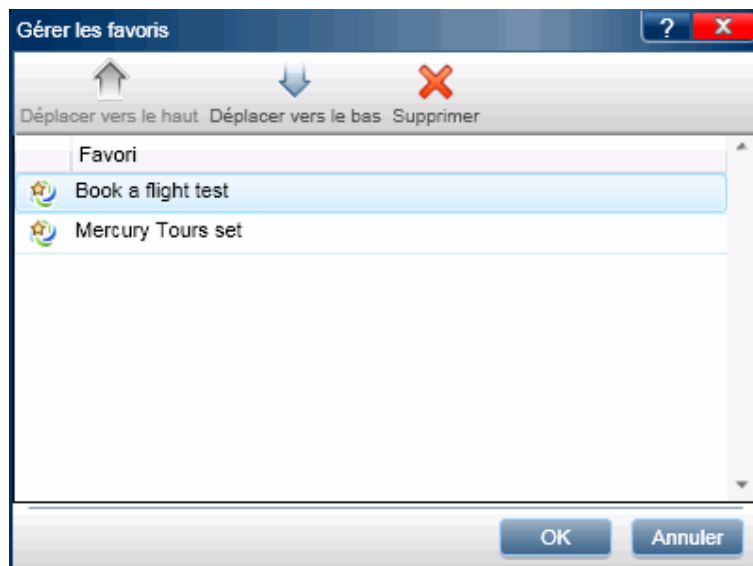 Gérer les favoris ? X
Déplacer vers le haut Déplacer vers le bas Supprimer
Favori
Book a flight test
Mercury Tours set
OK Annuler